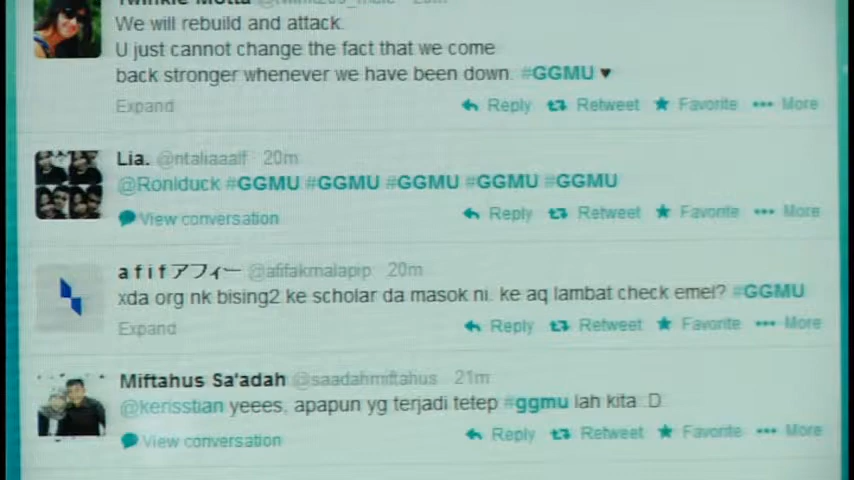 We will rebuild and attack.
U just cannot change the fact that we come
back stronger whenever we have been down. #GGMU ♥
Expand Reply Retweet Favorite More
Lia. @ntaliaaalf 20m
@Roniduck #GGMU #GGMU #GGMU #GGMU #GGMU
View conversation Reply Retweet Favorite More
a f i f アフィー @afifakmalapip 20m
xda org nk bising2 ke scholar da masok ni. ke aq lambat check emel? #GGMU
Expand Reply Retweet Favorite More
Miftahus Sa'adah @saadahmiftahus 21m
@kerisstian yeees, apapun yg terjadi tetep #ggmu lah kita :D
View conversation Reply Retweet Favorite More